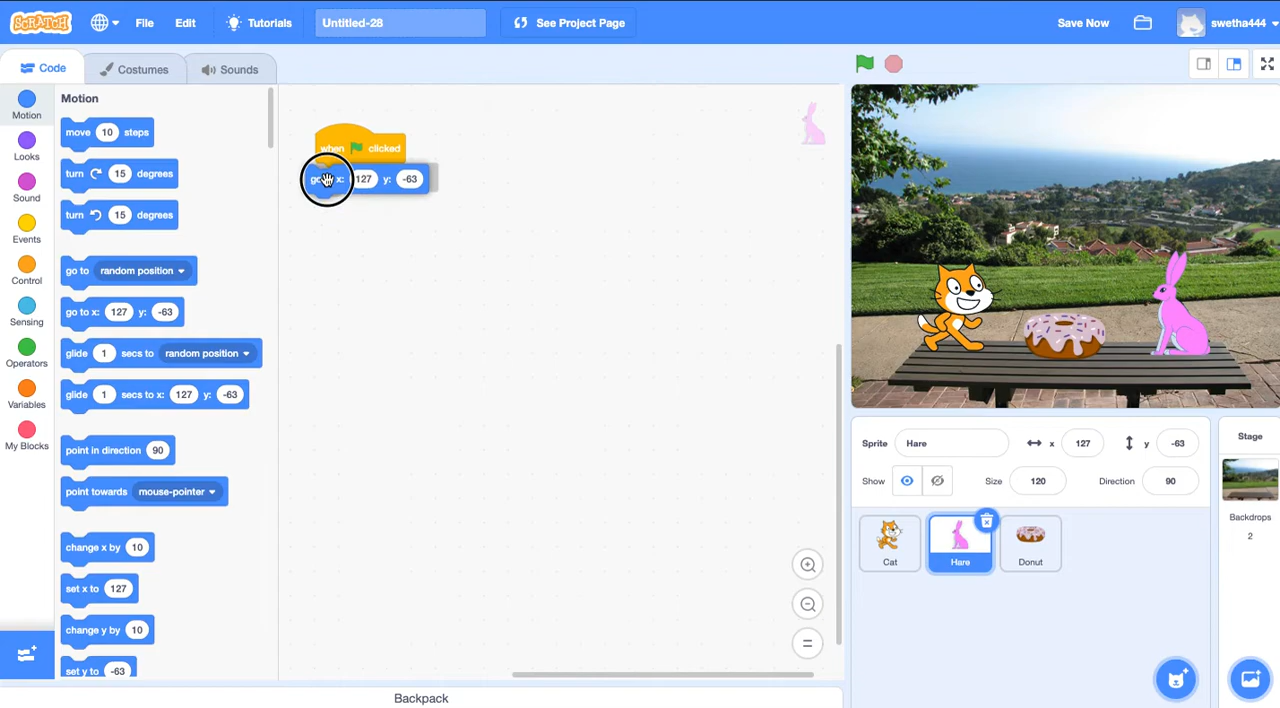 SCRATCH File Edit Tutorials Untitled-28 See Project Page Save Now swetha444
Code Costumes Sounds
Motion
Looks
Sound
Events
Control
Sensing
Operators
Variables
My Blocks
Motion
move 10 steps
turn 15 degrees
turn 15 degrees
go to random position
go to x: 127 y: -63
glide 1 secs to random position
glide 1 secs to x: 127 y: -63
point in direction 90
point towards mouse-pointer
change x by 10
set x to 127
change y by 10
set y to -63
when clicked
x: 127 y: -63
Backpack
Sprite Hare x 127 y -63
Show Size 120 Direction 90
Cat Hare Donut
Stage
Backdrops
2